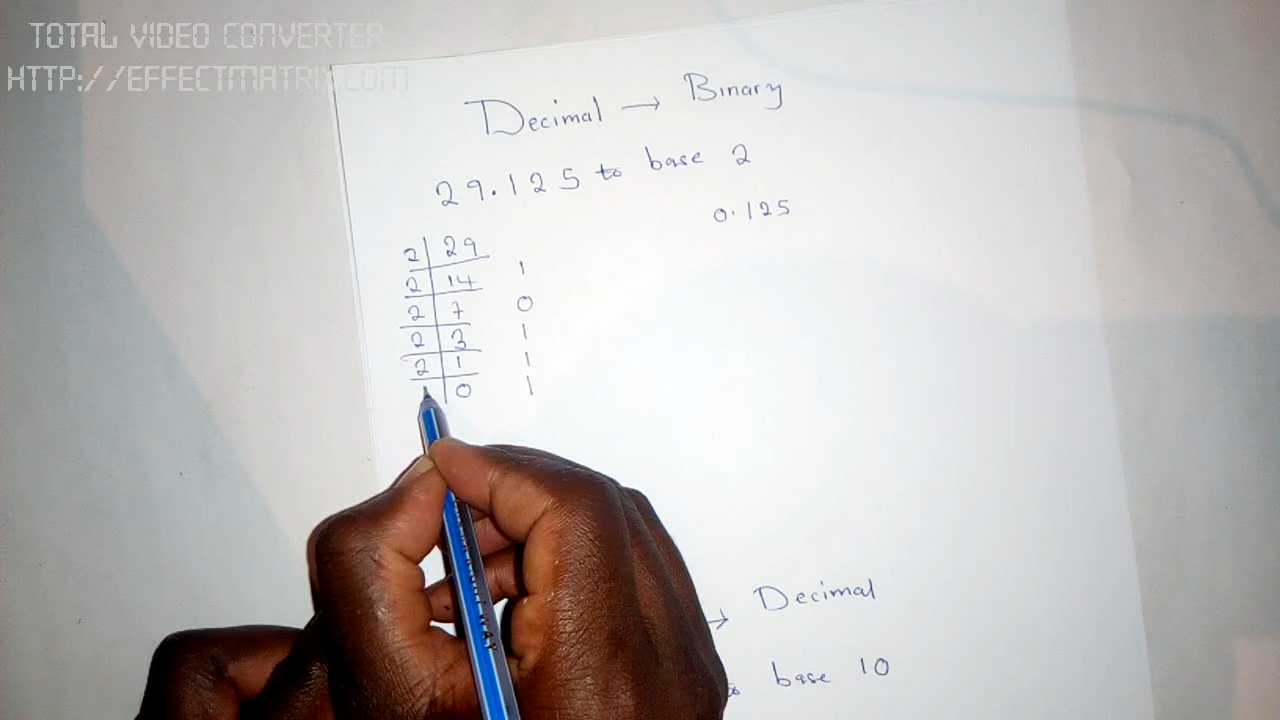 TOTAL VIDEO CONVERTER
HTTP://EFFECTMATRIX.COM
Decimal → Binary
29.125 to base 2
0.125
2 | 29
2 | 14 1
2 | 7 0
2 | 3 1
2 | 1 1
0 1
→ Decimal
base 10